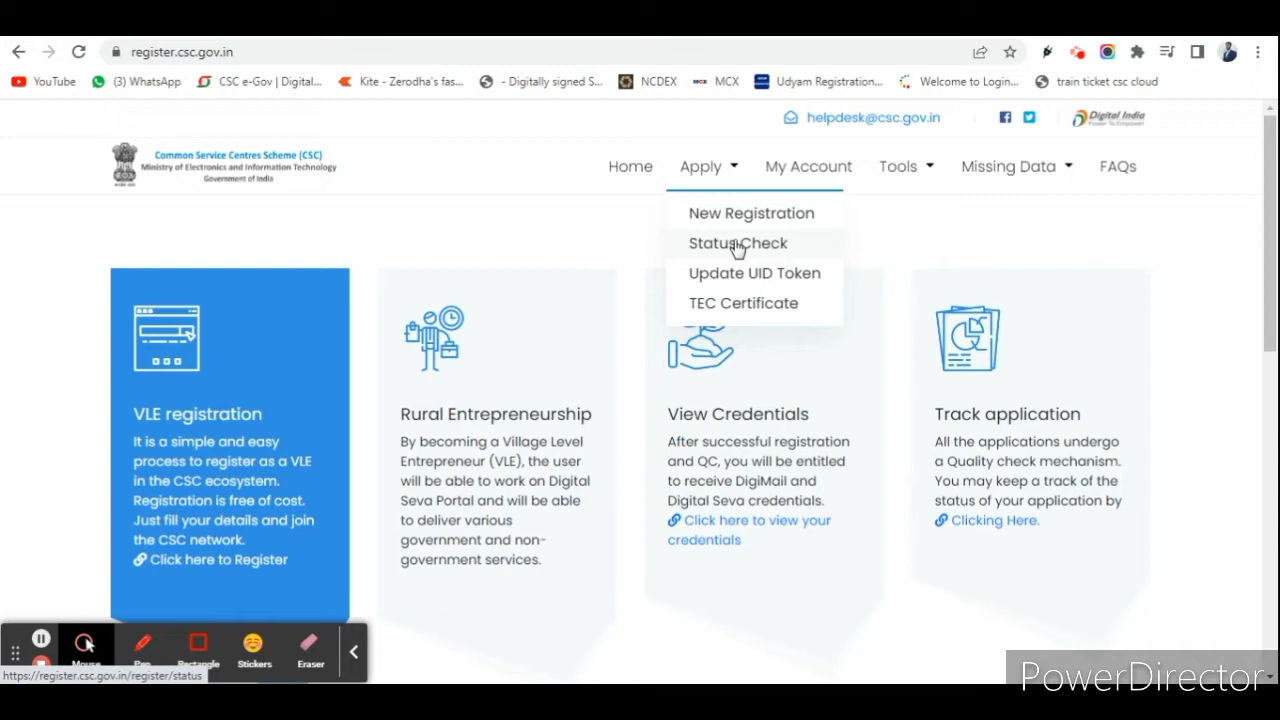 register.csc.gov.in
YouTube
(3) WhatsApp
CSC e-Gov | Digital...
Kite - Zerodha's fas...
- Digitally signed S...
NCDEX
MCX
Udyam Registration...
Welcome to Login...
train ticket csc cloud
helpdesk@csc.gov.in
Digital India
Power To Empower
Common Service Centres Scheme (CSC)
Ministry of Electronics and Information Technology
Government of India
Home
Apply
My Account
Tools
Missing Data
FAQs
New Registration
Status Check
Update UID Token
TEC Certificate
VLE registration
It is a simple and easy
process to register as a VLE
in the CSC ecosystem.
Registration is free of cost.
Just fill your details and join
the CSC network.
Click here to Register
Rural Entrepreneurship
By becoming a Village Level
Entrepreneur (VLE), the user
will be able to work on Digital
Seva Portal and will be able
to deliver various
government and non-
government services.
View Credentials
After successful registration
and QC, you will be entitled
to receive DigiMail and
Digital Seva credentials.
Click here to view your
credentials
Track application
All the applications undergo
a Quality check mechanism.
You may keep a track of the
status of your application by
Clicking Here.
Mouse
Pen
Rectangle
Stickers
Eraser
https://register.csc.gov.in/register/status
PowerDirector